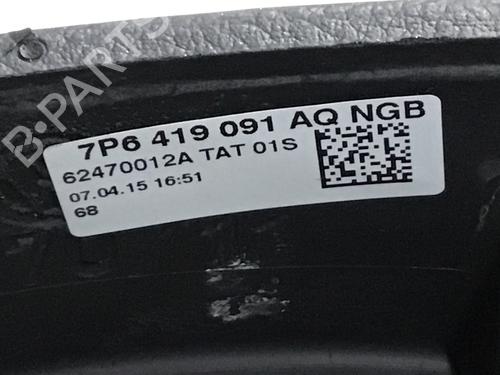 B-PARTS
7P6 419 091 AQ NGB
62470012A TAT 01S
07.04.15 16:51
68